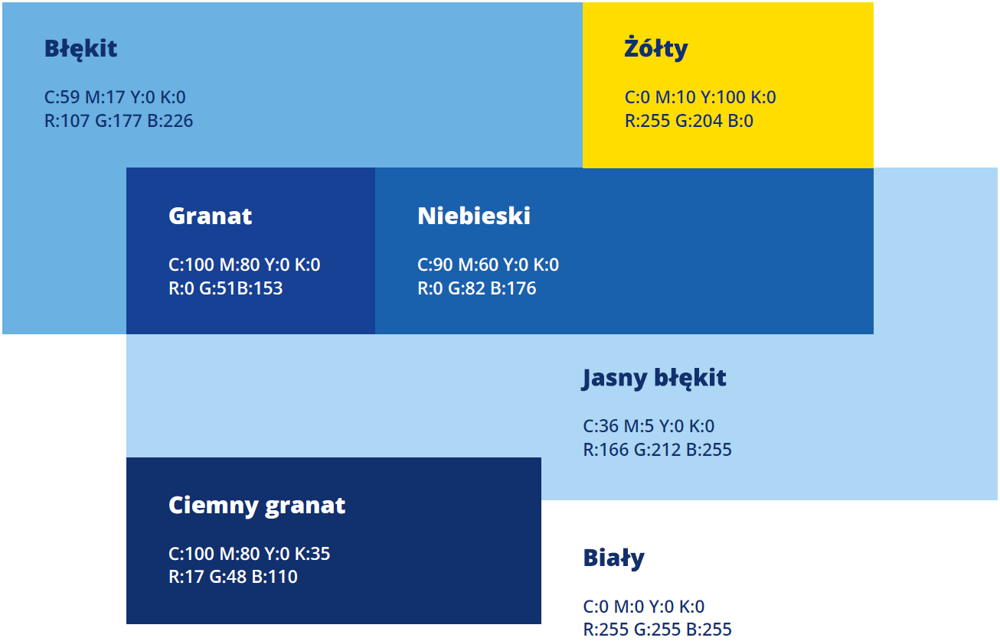 Błękit
C:59 M:17 Y:0 K:0
R:107 G:177 B:226
Żółty
C:0 M:10 Y:100 K:0
R:255 G:204 B:0
Granat
C:100 M:80 Y:0 K:0
R:0 G:51B:153
Niebieski
C:90 M:60 Y:0 K:0
R:0 G:82 B:176
Jasny błękit
C:36 M:5 Y:0 K:0
R:166 G:212 B:255
Ciemny granat
C:100 M:80 Y:0 K:35
R:17 G:48 B:110
Biały
C:0 M:0 Y:0 K:0
R:255 G:255 B:255